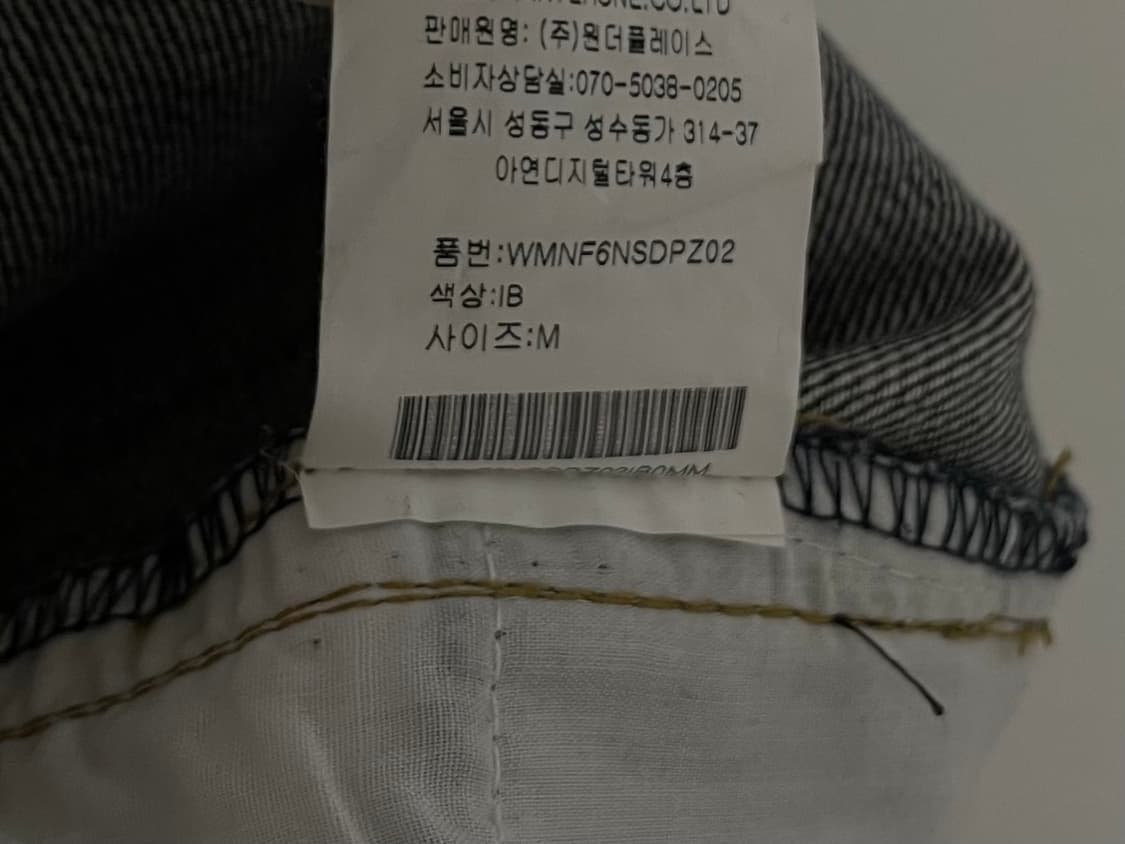 CO.LTD
판매원명: (주)원더플레이스
소비자상담실:070-5038-0205
서울시 성동구 성수동가 314-37
아연디지털타워4층
품번:WMNF6NSDPZ02
색상:IB
사이즈:M